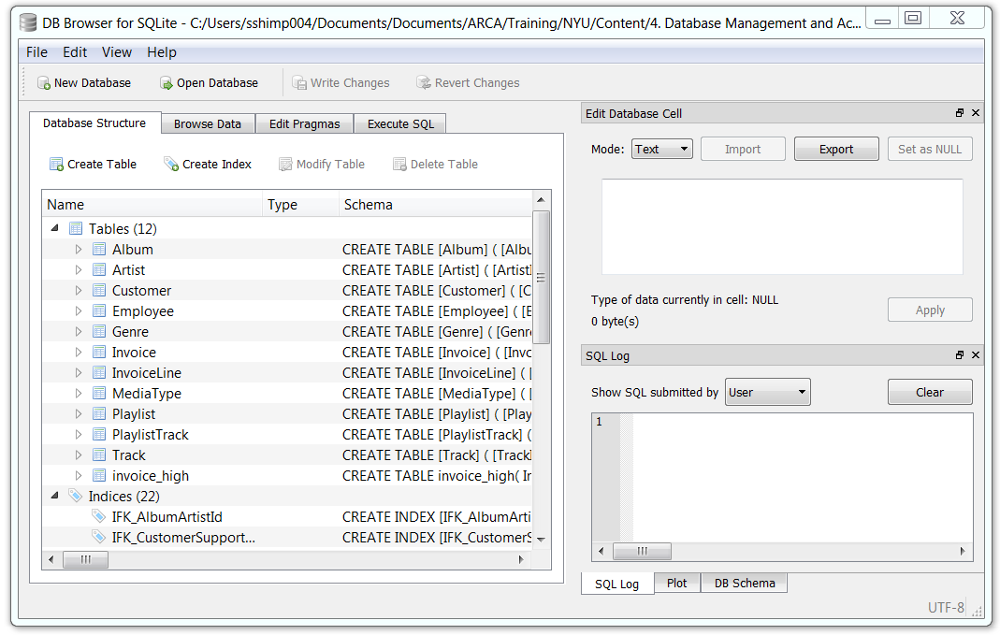 DB Browser for SQLite - C:/Users/sshimp004/Documents/Documents/ARCA/Training/NYU/Content/4. Database Management and Ac...
File Edit View Help
New Database Open Database Write Changes Revert Changes
Database Structure Browse Data Edit Pragmas Execute SQL
Create Table Create Index Modify Table Delete Table
Name Type Schema
Tables (12)
Album CREATE TABLE [Album] ( [Albu
Artist CREATE TABLE [Artist] ( [ArtistI
Customer CREATE TABLE [Customer] ( [C
Employee CREATE TABLE [Employee] ( [E
Genre CREATE TABLE [Genre] ( [Genre
Invoice CREATE TABLE [Invoice] ( [Invo
InvoiceLine CREATE TABLE [InvoiceLine] ( [
MediaType CREATE TABLE [MediaType] ( [
Playlist CREATE TABLE [Playlist] ( [Play
PlaylistTrack CREATE TABLE [PlaylistTrack] (
Track CREATE TABLE [Track] ( [TrackI
invoice_high CREATE TABLE invoice_high( In
Indices (22)
IFK_AlbumArtistId CREATE INDEX [IFK_AlbumArti
IFK_CustomerSupport... CREATE INDEX [IFK_CustomerS
Edit Database Cell
Mode: Text Import Export Set as NULL
Type of data currently in cell: NULL
0 byte(s)
Apply
SQL Log
Show SQL submitted by User Clear
1
SQL Log Plot DB Schema
UTF-8